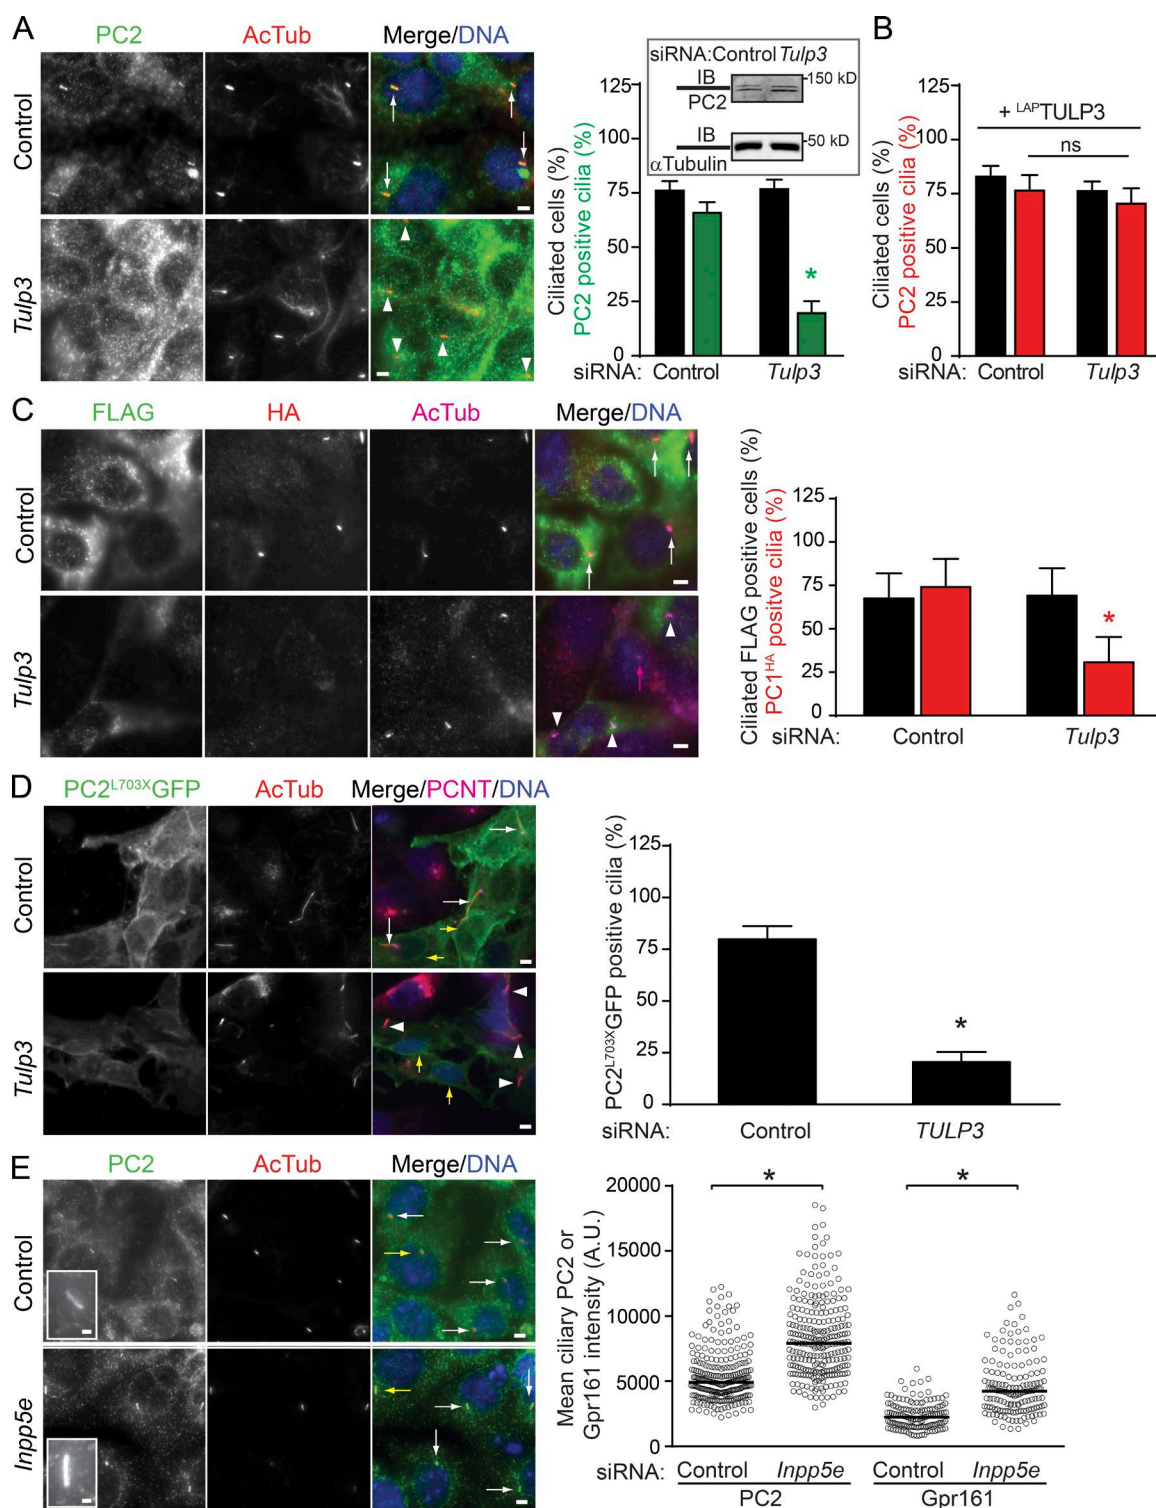 A
PC2
AcTub
Merge/DNA
Control
Tulp3
Ciliated cells (%)
PC2 positive cilia (%)
125
100
75
50
25
0
siRNA:
Control
Tulp3
siRNA:Control Tulp3
IB
PC2
150 kD
IB
αTubulin
50 kD
*
B
Ciliated cells (%)
PC2 positive cilia (%)
125
100
75
50
25
0
+ LAPTULP3
ns
siRNA:
Control
Tulp3
C
FLAG
HA
AcTub
Merge/DNA
Control
Tulp3
Ciliated FLAG positive cells (%)
PC1HA positve cilia (%)
125
100
75
50
25
0
*
siRNA:
Control
Tulp3
D
PC2L703XGFP
AcTub
Merge/PCNT/DNA
Control
Tulp3
PC2L703XGFP positive cilia (%)
125
100
75
50
25
0
*
siRNA:
Control
TULP3
E
PC2
AcTub
Merge/DNA
Control
Inpp5e
Mean ciliary PC2 or
Gpr161 intensity (A.U.)
20000
15000
10000
5000
0
*
*
siRNA:
Control
Inpp5e
Control
Inpp5e
PC2
Gpr161